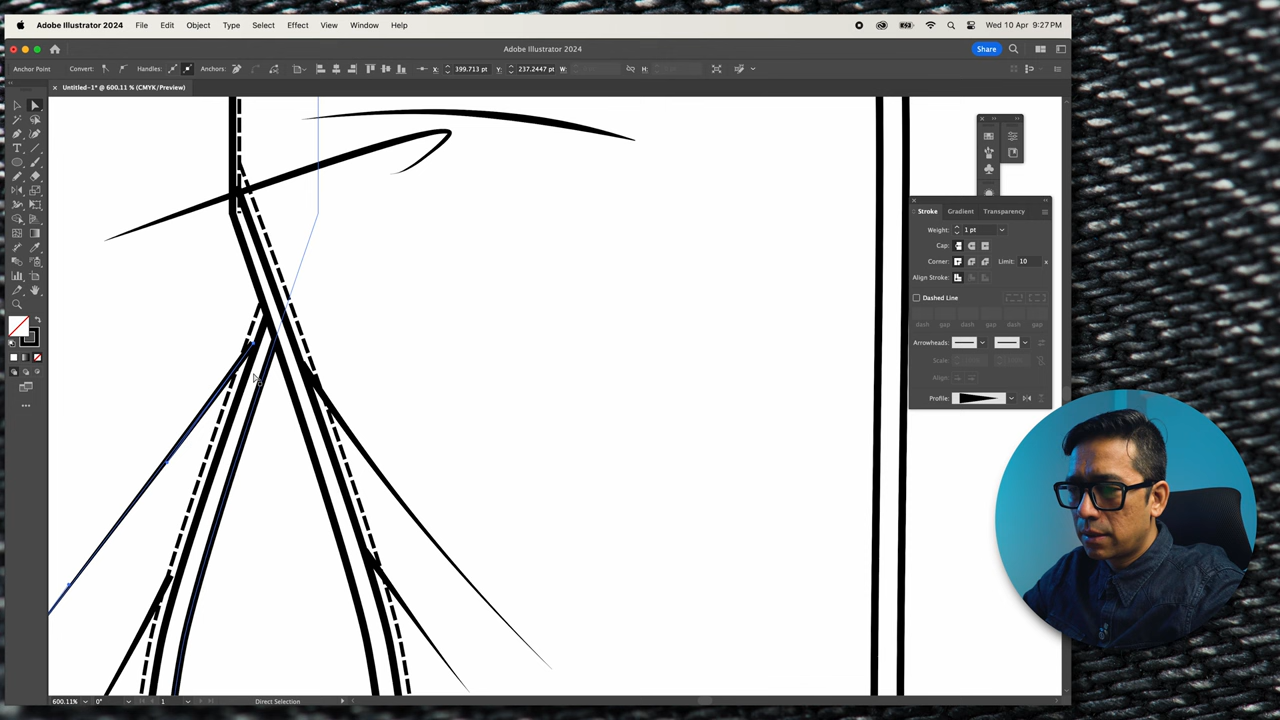 Adobe Illustrator 2024 File Edit Object Type Select Effect View Window Help Wed 10 Apr 9:27 PM
Adobe Illustrator 2024 Share
Anchor Point Convert: Handles: Anchors: X: 399.713 pt Y: 237.2447 pt W: H:
Untitled-1* @ 600.11 % (CMYK/Preview)
Stroke Gradient Transparency
Weight: 1 pt
Cap:
Corner: Limit: 10 x
Align Stroke:
Dashed Line
dash gap dash gap dash gap
Arrowheads:
Scale:
Align:
Profile:
600.11% 0° 1 Direct Selection